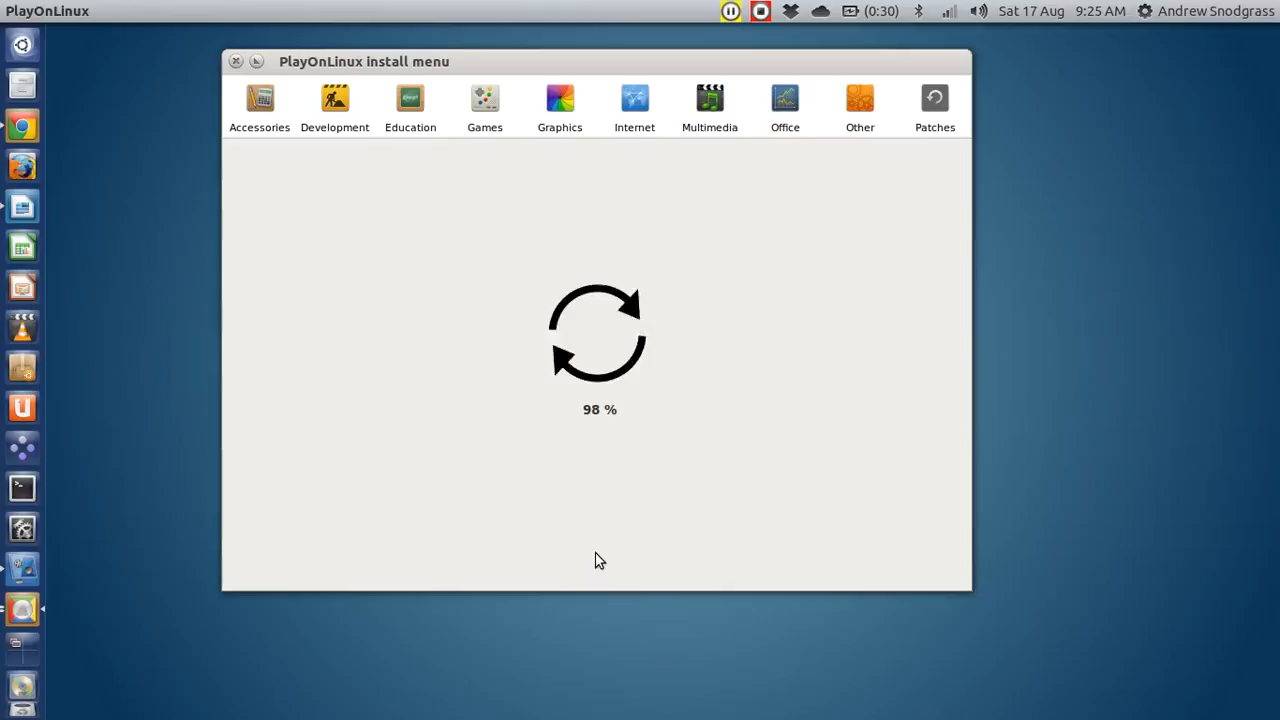 PlayOnLinux
(0:30)
Sat 17 Aug
9:25 AM
Andrew Snodgrass
PlayOnLinux install menu
Accessories
Development
Education
Games
Graphics
Internet
Multimedia
Office
Other
Patches
98 %